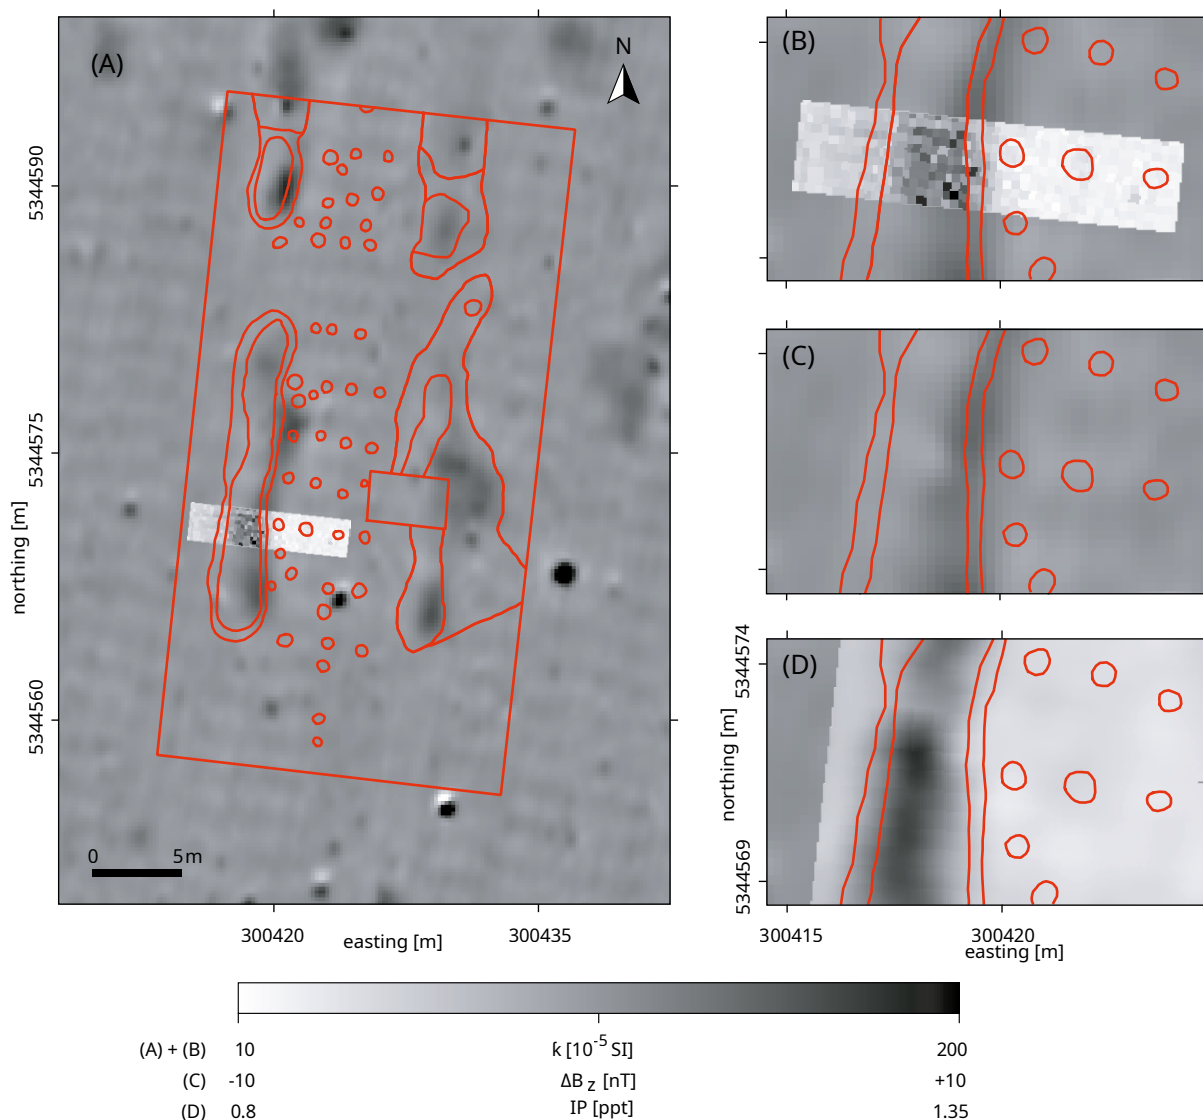 (A)
N
(B)
5344590
5344575
northing [m]
5344560
0 5m
300420 easting [m] 300435
(C)
(D)
5344574
northing [m]
5344569
300415 300420
easting [m]
(A) + (B) 10 ƙ [10⁻⁵ SI] 200
(C) -10 ΔB z [nT] +10
(D) 0.8 IP [ppt] 1.35